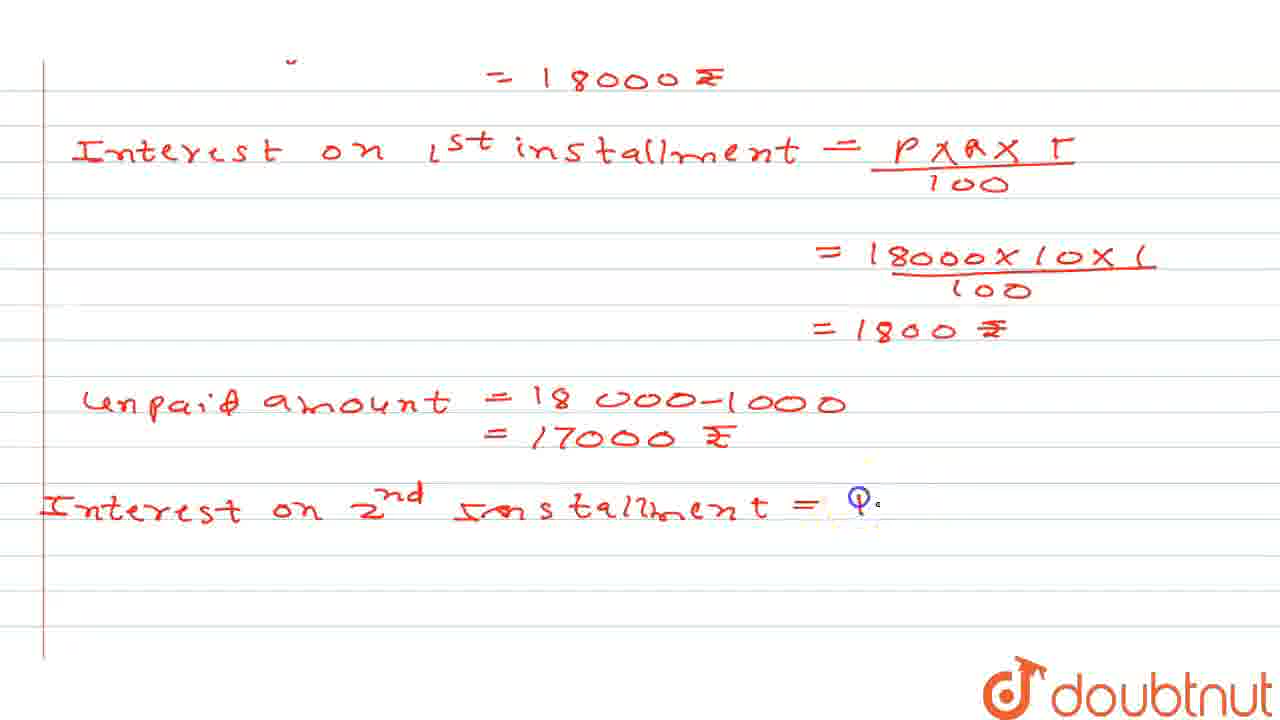 = 18000 ₹
Interest on 1st installment = P × R × T
100
= 18000 × 10 × 1
100
= 1800 ₹
unpaid amount = 18 000 - 1000
= 17000 ₹
Interest on 2nd Installment = P
doubtnut